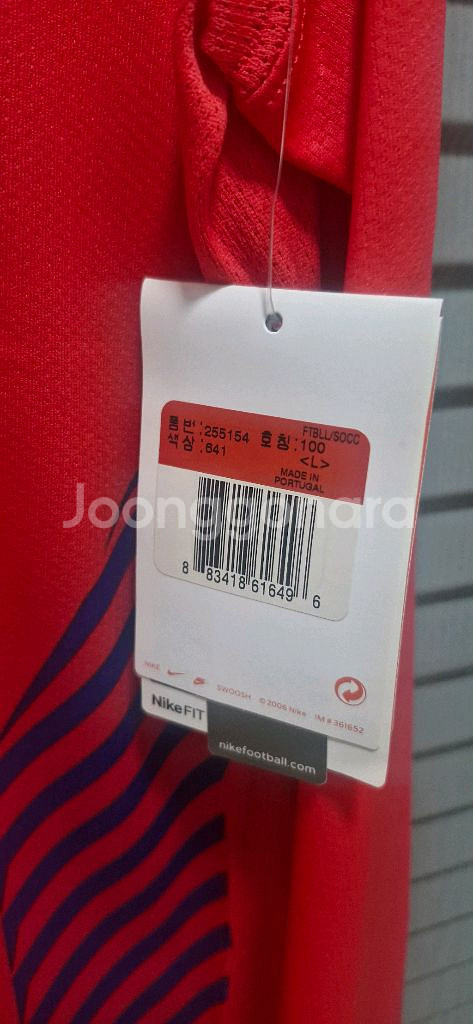 품 번 : 255154 호 칭 : 100
색 상 : 641 <L>
FTBLL/SOCC
MADE IN
PORTUGAL
Joonggonara
8 83418 61649 6
NIKE SWOOSH © 2006 Nike IM # 361652
NikeFIT
nikefootball.com